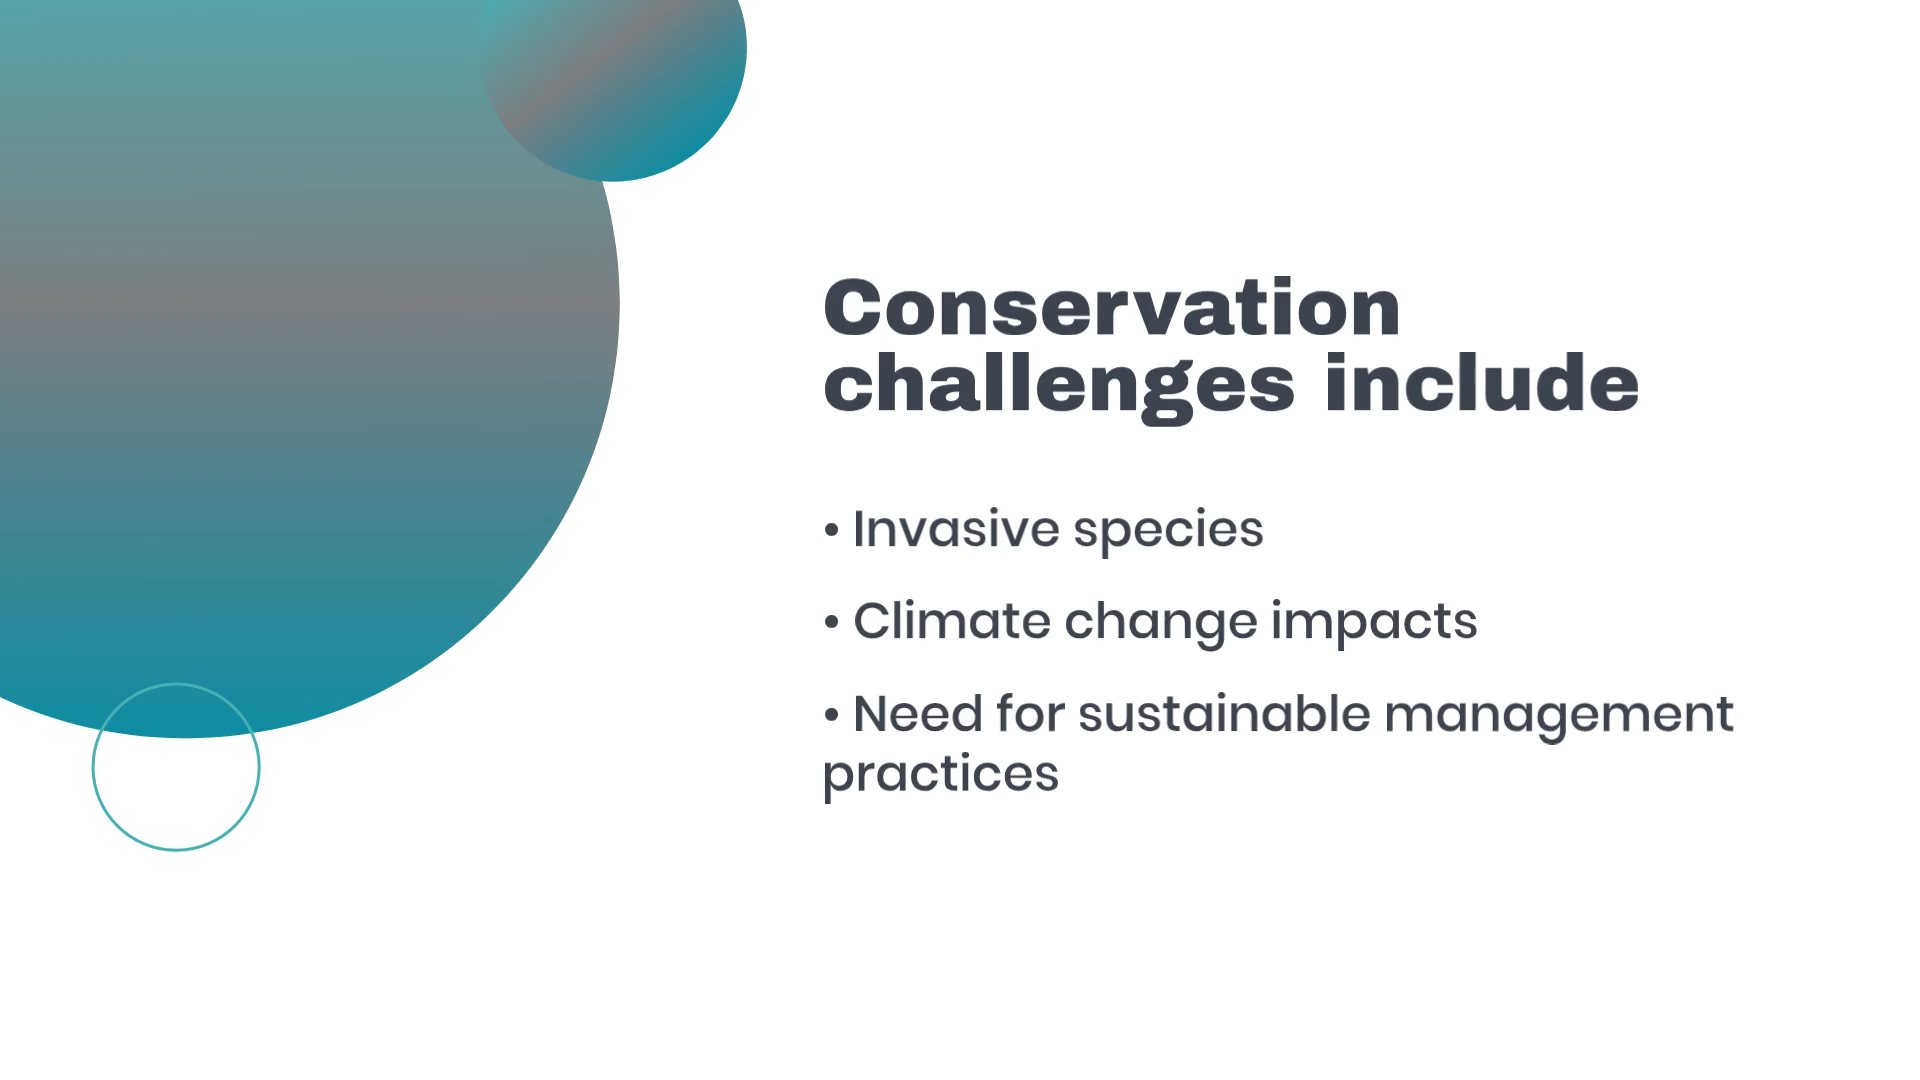 Conservation
challenges include
• Invasive species
• Climate change impacts
• Need for sustainable management
practices